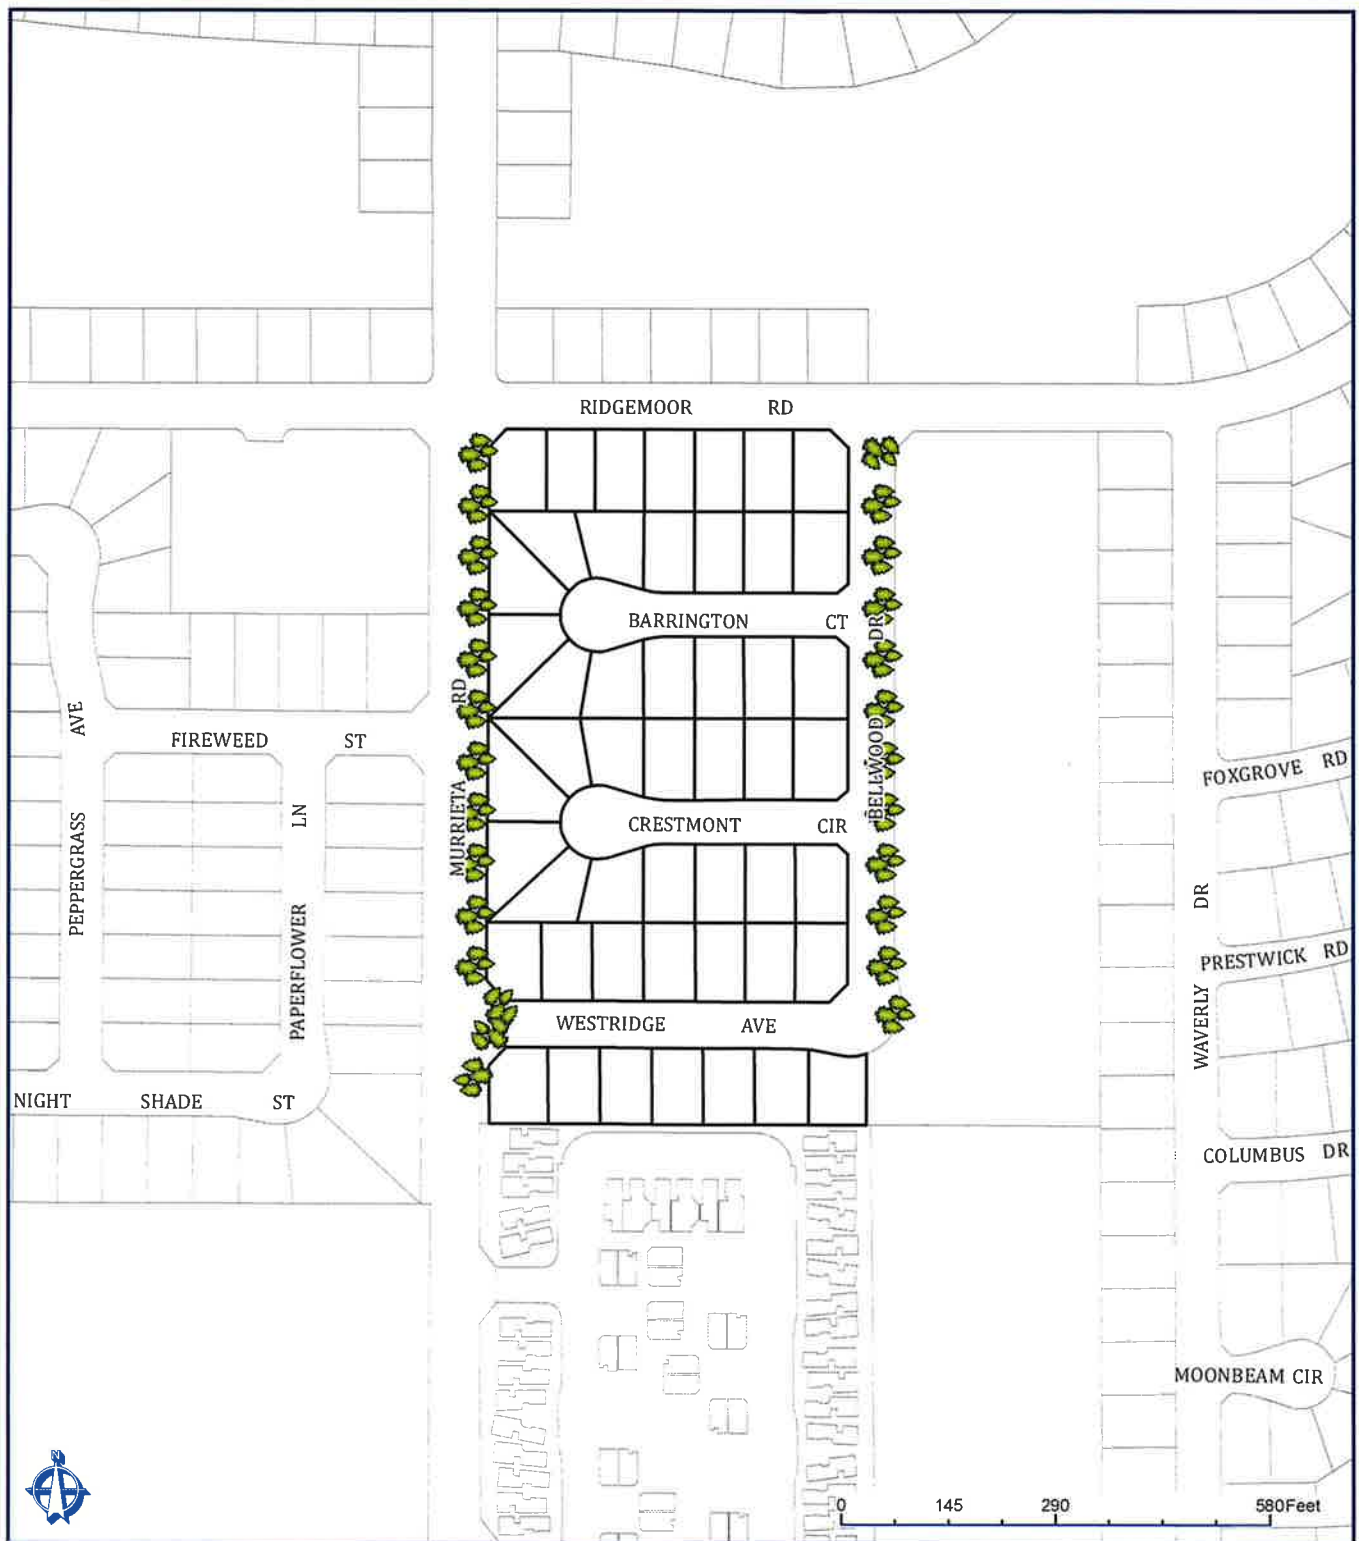 RIDGEMOOR RD
BARRINGTON CT
MURRIETA RD
BELLWOOD DR
PEPPERGRASS AVE
FIREWEED ST
FOXGROVE RD
PAPERFLOWER LN
CRESTMONT CIR
WAVERLY DR
PRESTWICK RD
WESTRIDGE AVE
NIGHT SHADE ST
COLUMBUS DR
MOONBEAM CIR
N
0 145 290 580Feet